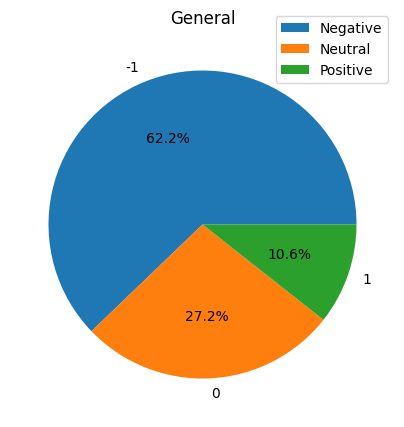 General
Negative
Neutral
Positive
-1
62.2%
10.6%
1
27.2%
0